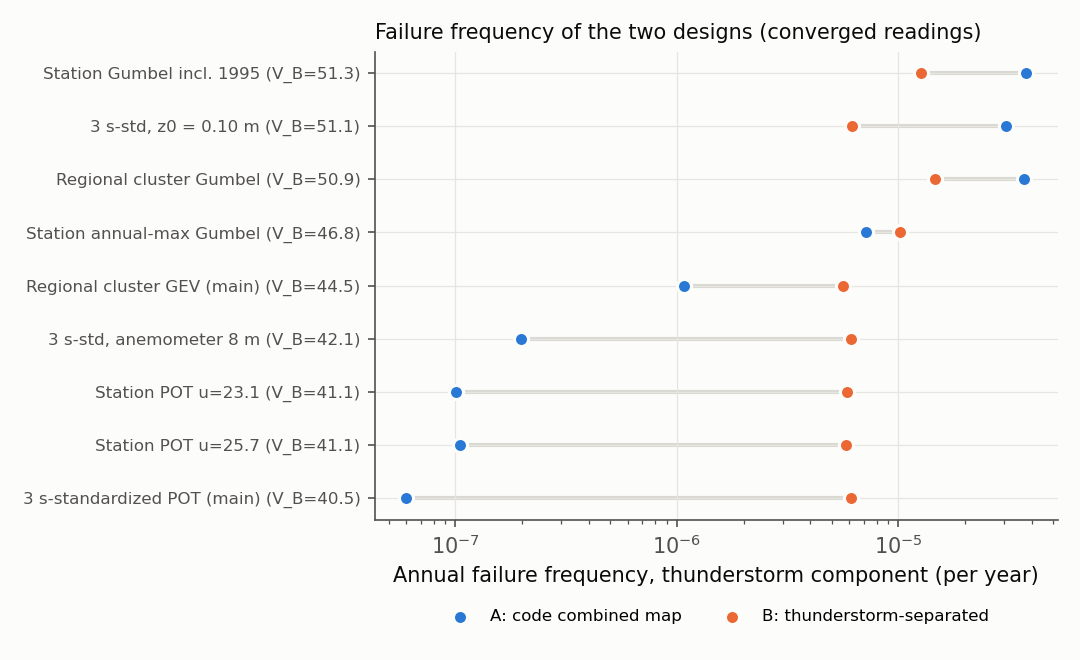 Failure frequency of the two designs (converged readings)
Station Gumbel incl. 1995 (V_B=51.3)
3 s-std, z0 = 0.10 m (V_B=51.1)
Regional cluster Gumbel (V_B=50.9)
Station annual-max Gumbel (V_B=46.8)
Regional cluster GEV (main) (V_B=44.5)
3 s-std, anemometer 8 m (V_B=42.1)
Station POT u=23.1 (V_B=41.1)
Station POT u=25.7 (V_B=41.1)
3 s-standardized POT (main) (V_B=40.5)
10⁻⁷ 10⁻⁶ 10⁻⁵
Annual failure frequency, thunderstorm component (per year)
A: code combined map B: thunderstorm-separated